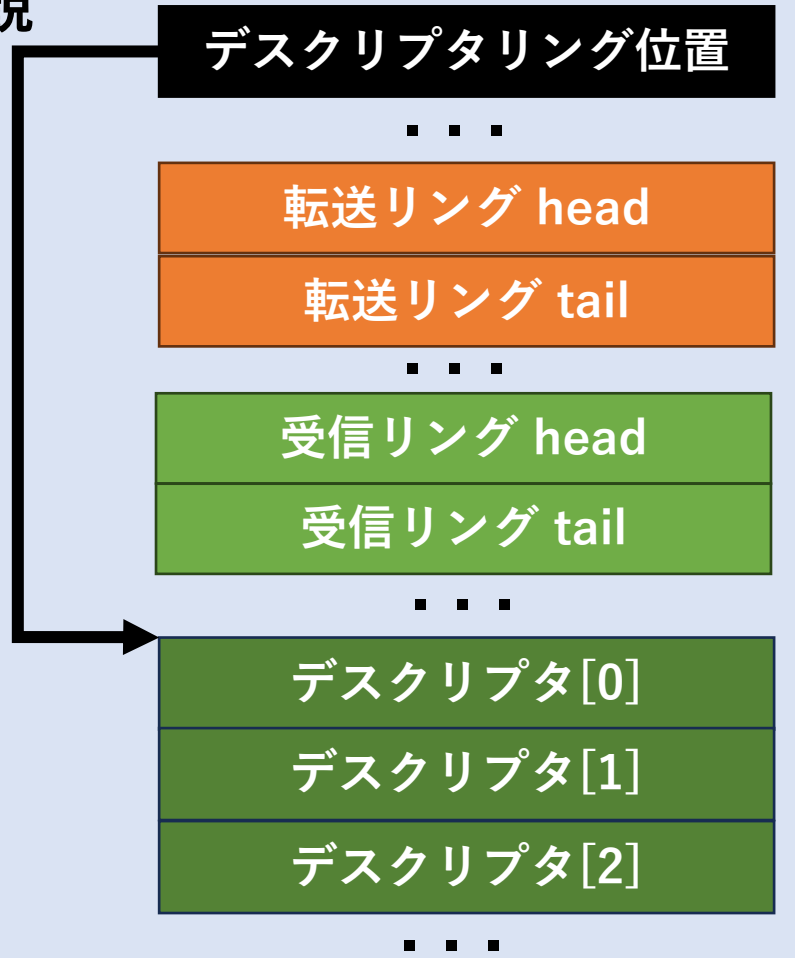 デスクリプタリング位置
...
転送リング head
転送リング tail
...
受信リング head
受信リング tail
...
デスクリプタ[0]
デスクリプタ[1]
デスクリプタ[2]
...